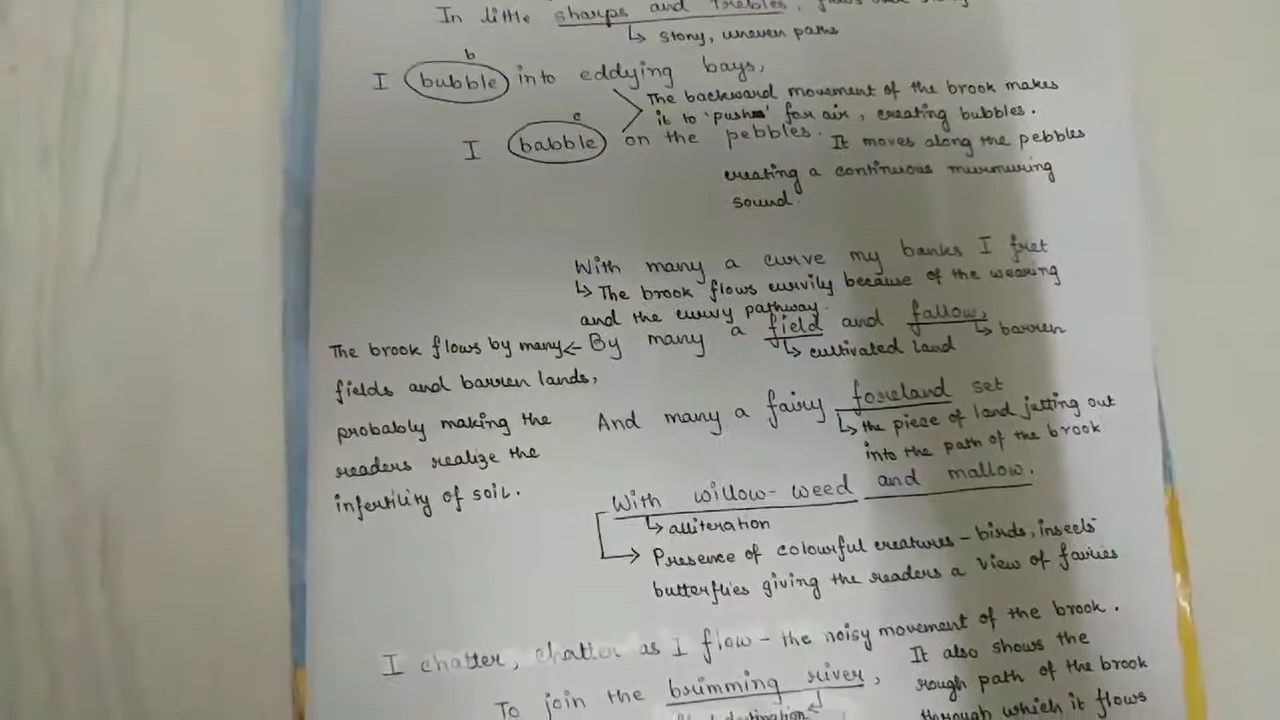 In little sharps and trebles,
↳ stony, uneven paths
b
I bubble into eddying bays,
The backward movement of the brook makes
it to 'push' for air, creating bubbles.
c
I babble on the pebbles. It moves along the pebbles
creating a continuous murmuring
sound.
With many a curve my banks I fret
↳ The brook flows curvily because of the wearing
and the curvy pathway.
By many a field and fallow,
↳ cultivated land
↳ barren
The brook flows by many
fields and barren lands,
probably making the
readers realize the
infertility of soil.
And many a fairy foreland set
↳ the piece of land jutting out
into the path of the brook
With willow-weed and mallow.
↳ alliteration
→ Presence of colourful creatures - birds, insects
butterflies giving the readers a view of fairies
I chatter, chatter as I flow - the noisy movement of the brook.
It also shows the
rough path of the brook
through which it flows
To join the brimming river,
destination